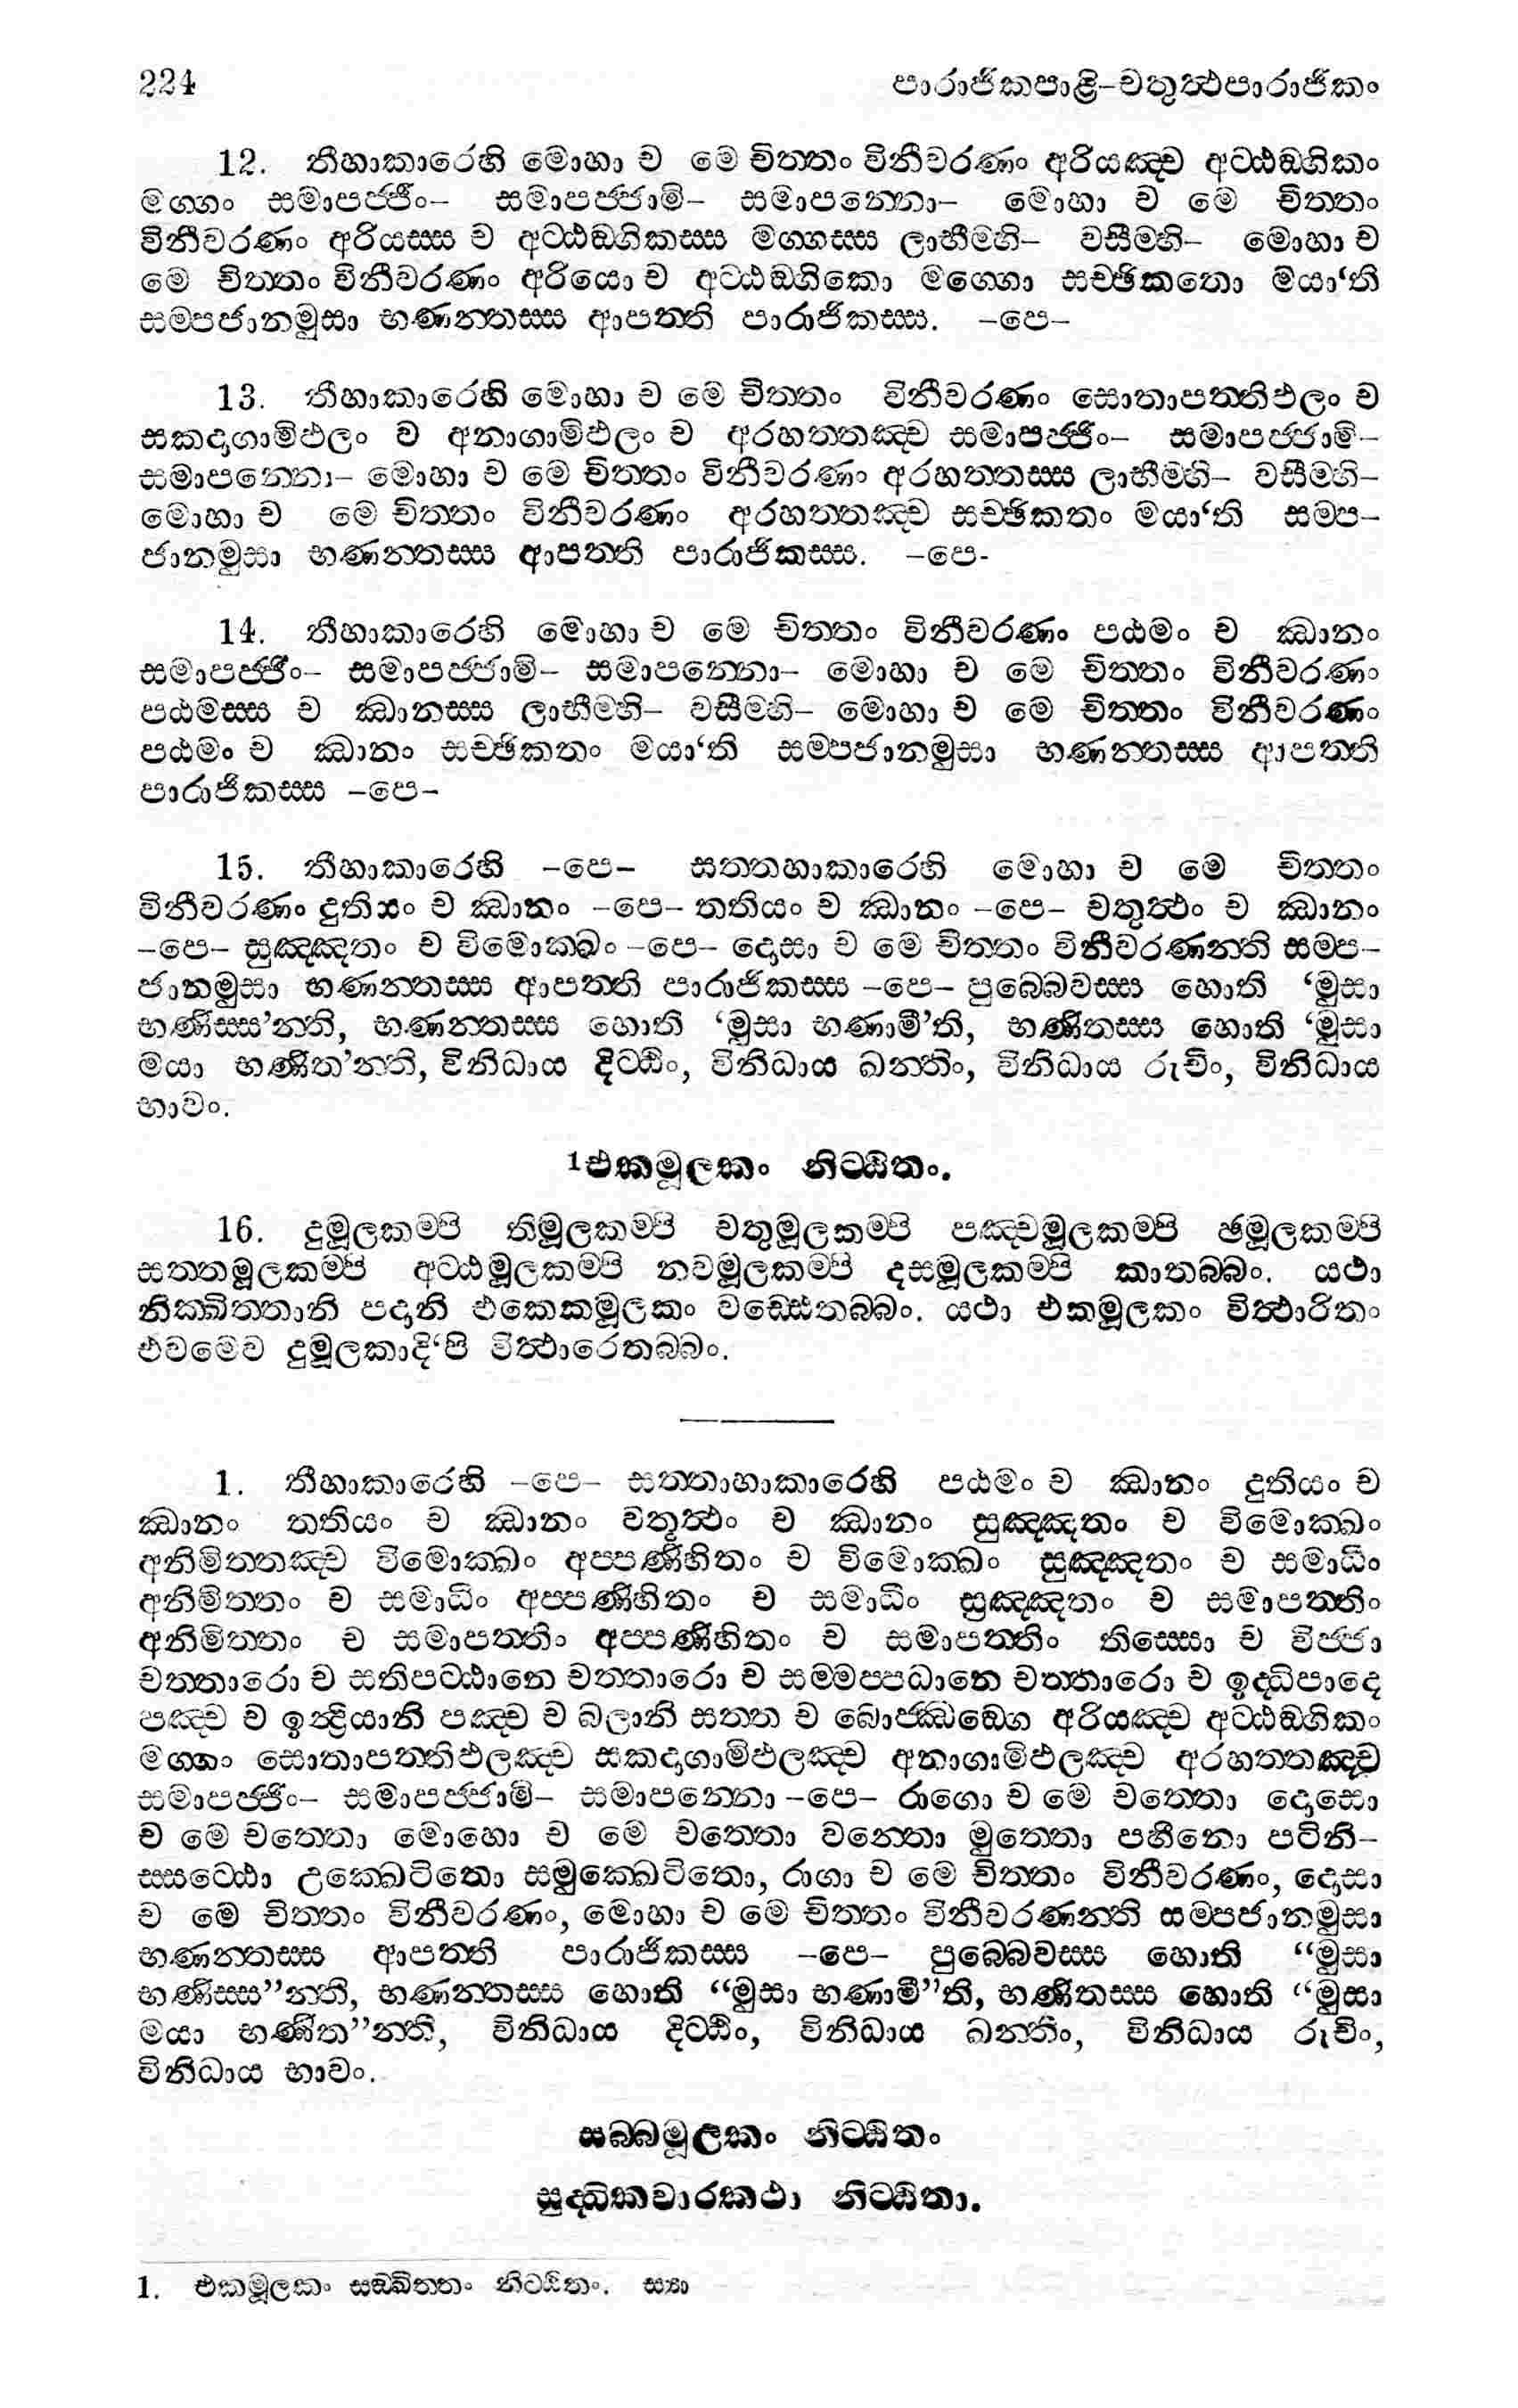 224 පාරාජිකපාළි-චතුත්‍ථපාරාජිකං
12. තීහාකාරෙහි මොහා ච මෙ චිත්තං විනීවරණං අරියඤ්ච අට්ඨඞ්ගිකං
මග්ගං සමාපජ්ජිං- සමාපජ්ජාමි- සමාපන්නො- මොහා ච මෙ චිත්තං
විනීවරණං අරියස්ස ච අට්ඨඞ්ගිකස්ස මග්ගස්ස ලාභීම්හි- වසීම්හි- මොහා ච
මෙ චිත්තං විනීවරණං අරියො ච අට්ඨඞ්ගිකො මග්ගො සච්ඡිකතො මයා‘ති
සම්පජානමුසා භණන්තස්ස ආපත්ති පාරාජිකස්ස. -පෙ-
13. තීහාකාරෙහි මොහා ච මෙ චිත්තං විනීවරණං සොතාපත්තිඵලං ච
සකදාගාමිඵලං ච අනාගාමිඵලං ච අරහත්තඤ්ච සමාපජ්ජිං- සමාපජ්ජාමි-
සමාපන්නො- මොහා ච මෙ චිත්තං විනීවරණං අරහත්තස්ස ලාභීම්හි- වසීම්හි-
මොහා ච මෙ චිත්තං විනීවරණං අරහත්තඤ්ච සච්ඡිකතං මයා‘ති සම්ප-
ජානමුසා භණන්තස්ස ආපත්ති පාරාජිකස්ස. -පෙ-
14. තීහාකාරෙහි මොහා ච මෙ චිත්තං විනීවරණං පඨමං ච ඣානං
සමාපජ්ජිං- සමාපජ්ජාමි- සමාපන්නො- මොහා ච මෙ චිත්තං විනීවරණං
පඨමස්ස ච ඣානස්ස ලාභීම්හි- වසීම්හි- මොහා ච මෙ චිත්තං විනීවරණං
පඨමං ච ඣානං සච්ඡිකතං මයා‘ති සම්පජානමුසා භණන්තස්ස ආපත්ති
පාරාජිකස්ස -පෙ-
15. තීහාකාරෙහි -පෙ- සත්තහාකාරෙහි මොහා ච මෙ චිත්තං
විනීවරණං දුතියං ච ඣානං -පෙ- තතියං ච ඣානං -පෙ- චතුත්‍ථං ච ඣානං
-පෙ- සුඤ්ඤතං ච විමොක්ඛං -පෙ- දොසා ච මෙ චිත්තං විනීවරණන්ති සම්ප-
ජානමුසා භණන්තස්ස ආපත්ති පාරාජිකස්ස -පෙ- පුබ්බෙවස්ස හොති ‘මුසා
භණිස්ස’න්ති, භණන්තස්ස හොති ‘මුසා භණාමී’ති, භණිතස්ස හොති ‘මුසා
මයා භණිත’න්ති, විනිධාය දිට්ඨිං, විනිධාය ඛන්තිං, විනිධාය රුචිං, විනිධාය
භාවං.
1එකමූලකං නිට්ඨිතං.
16. දුමූලකම්පි තිමූලකම්පි චතුමූලකම්පි පඤ්චමූලකම්පි ඡමූලකම්පි
සත්තමූලකම්පි අට්ඨමූලකම්පි නවමූලකම්පි දසමූලකම්පි කාතබ්බං. යථා
නික්ඛිත්තානි පදානි එකෙකමූලකං වඩ්ඪෙතබ්බං. යථා එකමූලකං විත්‍ථාරිතං
එවමෙව දුමූලකාදි‘පි විත්‍ථාරෙතබ්බං.
1. තීහාකාරෙහි -පෙ- සත්තාහාකාරෙහි පඨමං ච ඣානං දුතියං ච
ඣානං තතියං ච ඣානං චතුත්‍ථං ච ඣානං සුඤ්ඤතං ච විමොක්ඛං
අනිමිත්තඤ්ච විමොක්ඛං අප්පණිහිතං ච විමොක්ඛං සුඤ්ඤතං ච සමාධිං
අනිමිත්තං ච සමාධිං අප්පණිහිතං ච සමාධිං සුඤ්ඤතං ච සමාපත්තිං
අනිමිත්තං ච සමාපත්තිං අප්පණිහිතං ච සමාපත්තිං තිස්සො ච විජ්ජා
චත්තාරො ච සතිපට්ඨානෙ චත්තාරො ච සම්මප්පධානෙ චත්තාරො ච ඉද්ධිපාදෙ
පඤ්ච ච ඉන්‍ද්‍රියානි පඤ්ච ච බලානි සත්ත ච බොජ්ඣඞ්ගෙ අරියඤ්ච අට්ඨඞ්ගිකං
මග්ගං සොතාපත්තිඵලඤ්ච සකදාගාමිඵලඤ්ච අනාගාමිඵලඤ්ච අරහත්තඤ්ච
සමාපජ්ජිං- සමාපජ්ජාමි- සමාපන්නො -පෙ- රාගො ච මෙ චත්තො දොසො
ච මෙ චත්තො මොහො ච මෙ චත්තො වන්තො මුත්තො පහීනො පටිනි-
ස්සට්ඨො උක්ඛෙටිතො සමුක්ඛෙටිතො, රාගා ච මෙ චිත්තං විනීවරණං, දොසා
ච මෙ චිත්තං විනීවරණං, මොහා ච මෙ චිත්තං විනීවරණන්ති සම්පජානමුසා
භණන්තස්ස ආපත්ති පාරාජිකස්ස -පෙ- පුබ්බෙවස්ස හොති “මුසා
භණිස්ස”න්ති, භණන්තස්ස හොති “මුසා භණාමී”ති, භණිතස්ස හොති “මුසා
මයා භණිත”න්ති, විනිධාය දිට්ඨිං, විනිධාය ඛන්තිං, විනිධාය රුචිං,
විනිධාය භාවං.
සබ්බමූලකං නිට්ඨිතං
සුද්ධිකවාරකථා නිට්ඨිතා.
1. එකමූලකං සඞ්ඛිත්තං නිට්ඨිතං. ස්‍යා